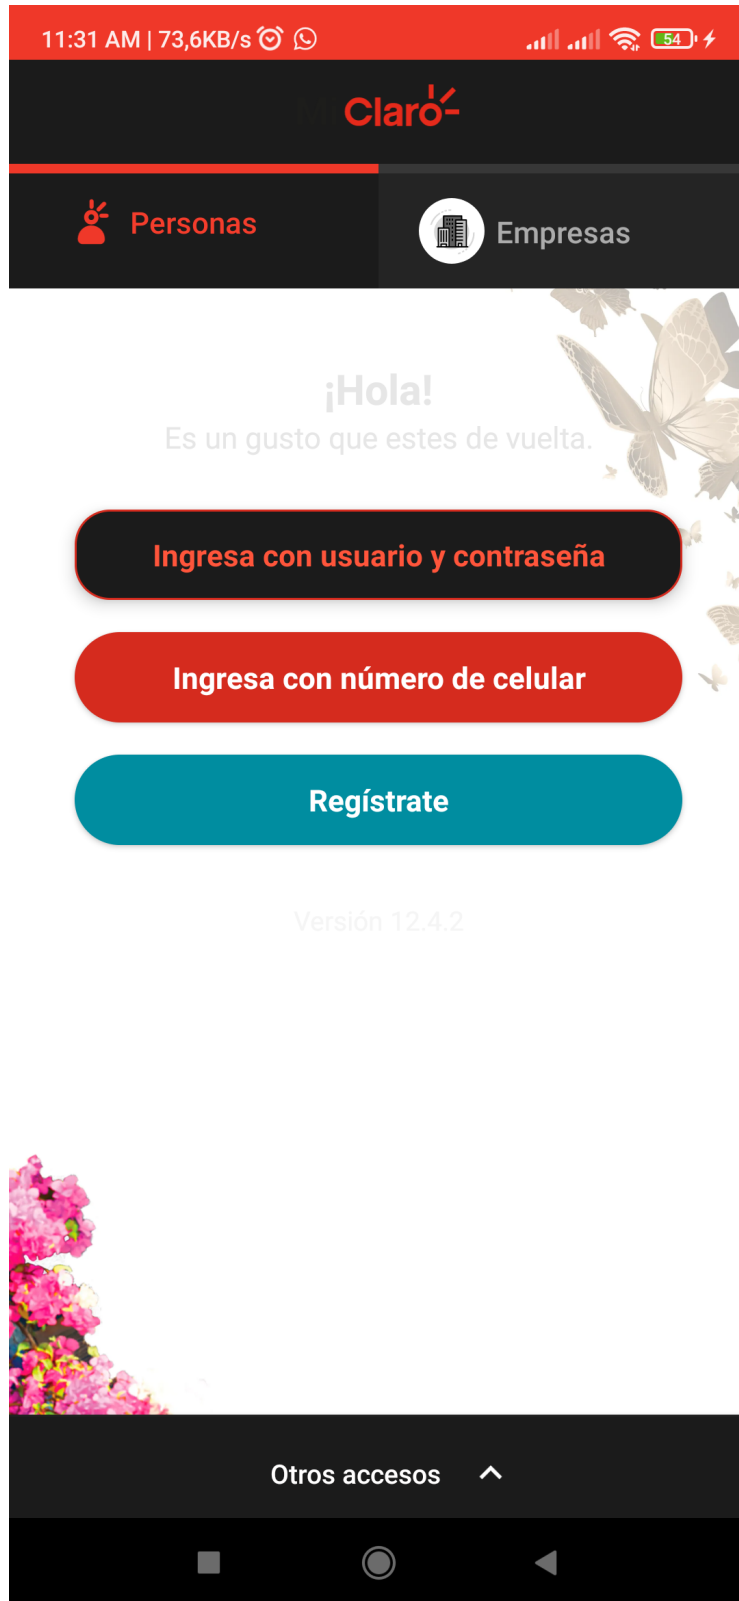 11:31 AM | 73,6KB/s
54
Mi Claro
Personas
Empresas
¡Hola!
Es un gusto que estes de vuelta.
Ingresa con usuario y contraseña
Ingresa con número de celular
Regístrate
Versión 12.4.2
Otros accesos